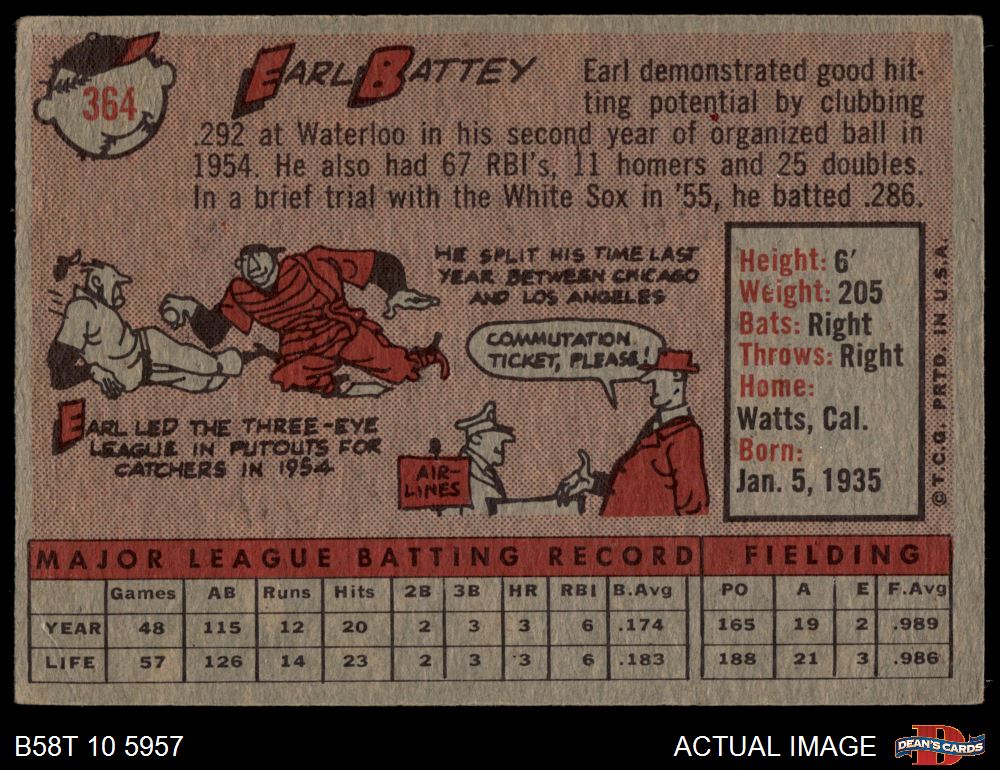 364
EARL BATTEY
Earl demonstrated good hit-
ting potential by clubbing
.292 at Waterloo in his second year of organized ball in
1954. He also had 67 RBI's, 11 homers and 25 doubles.
In a brief trial with the White Sox in '55, he batted .286.
HE SPLIT HIS TIME LAST
YEAR BETWEEN CHICAGO
AND LOS ANGELES
COMMUTATION
TICKET, PLEASE!
EARL LED THE THREE-EYE
LEAGUE IN PUTOUTS FOR
CATCHERS IN 1954
AIR-
LINES
Height: 6'
Weight: 205
Bats: Right
Throws: Right
Home:
Watts, Cal.
Born:
Jan. 5, 1935
© T.C.G. PRTD. IN U.S.A.
MAJOR LEAGUE BATTING RECORD FIELDING
Games AB Runs Hits 2B 3B HR RBI B.Avg PO A E F.Avg
YEAR 48 115 12 20 2 3 3 6 .174 165 19 2 .989
LIFE 57 126 14 23 2 3 3 6 .183 188 21 3 .986
B58T 10 5957
ACTUAL IMAGE
D
DEAN'S CARDS